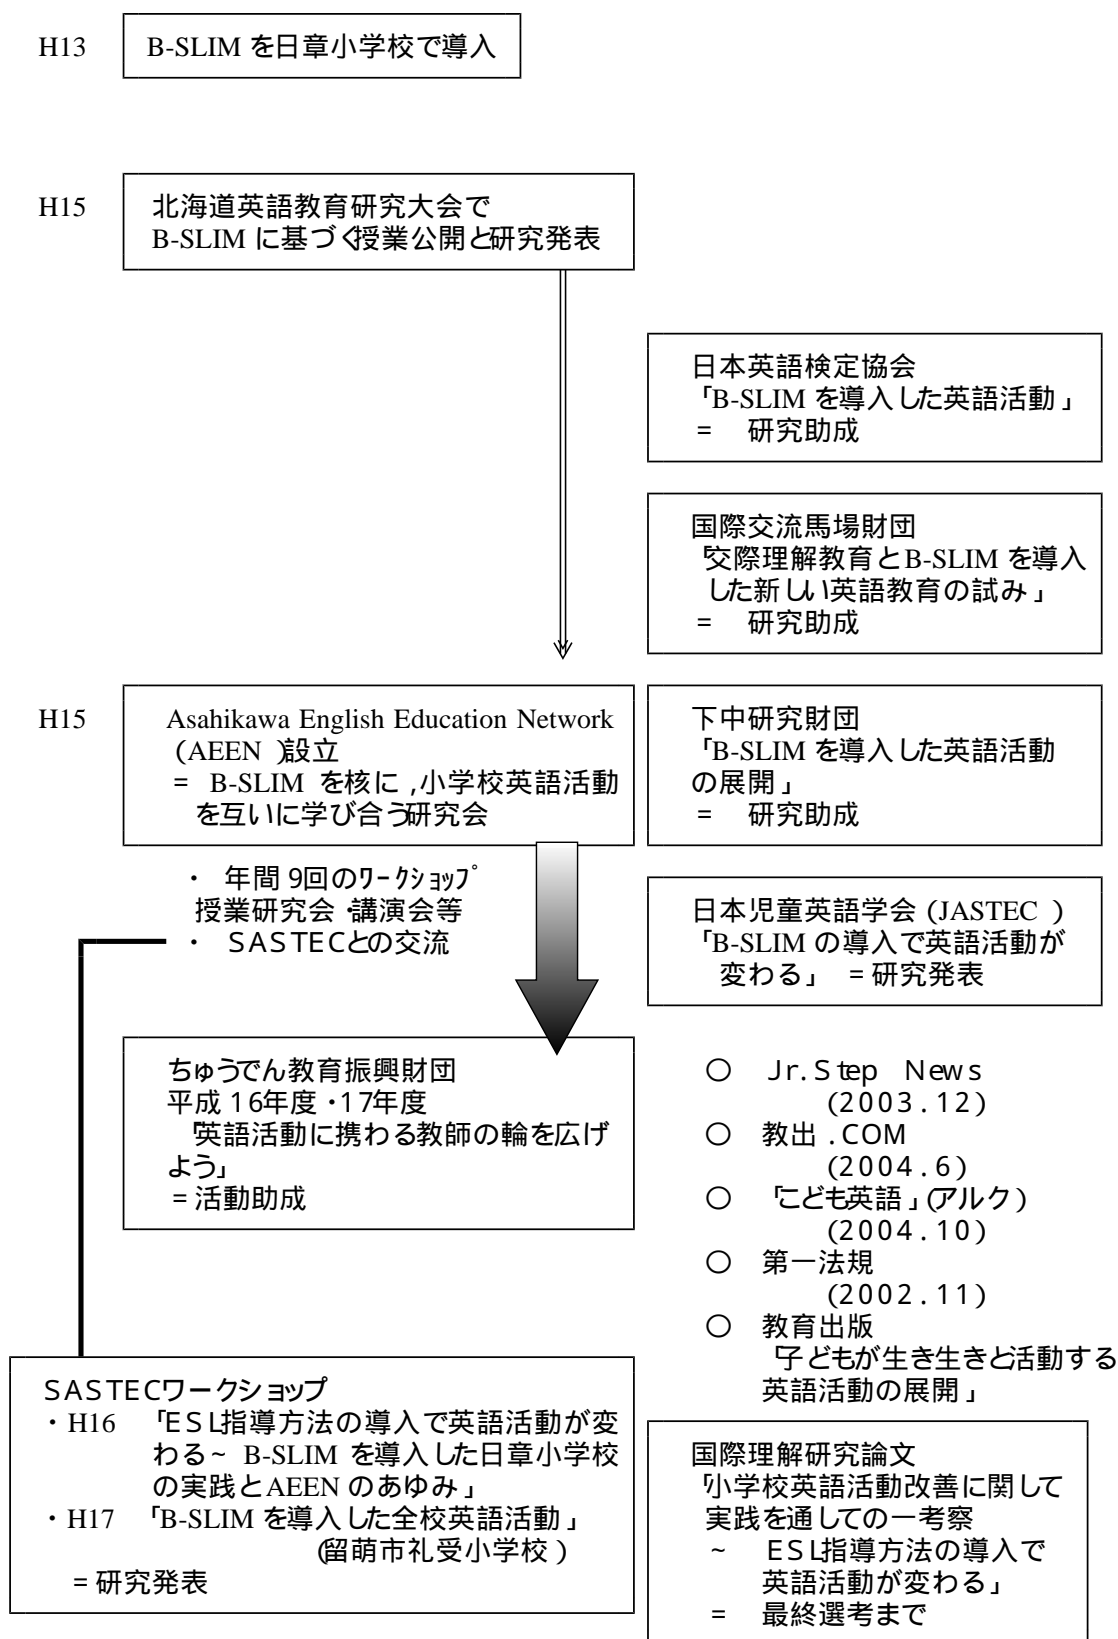 H13 B-SLIM を日章小学校で導入
H15 北海道英語教育研究大会で
B-SLIM に基づく授業公開と研究発表
日本英語検定協会
「B-SLIM を導入した英語活動」
= 研究助成
国際交流馬場財団
「交際理解教育とB-SLIM を導入
した新しい英語教育の試み」
= 研究助成
H15 Asahikawa English Education Network
(AEEN)設立
= B-SLIM を核に,小学校英語活動
を互いに学び合う研究会
下中研究財団
「B-SLIM を導入した英語活動
の展開」
= 研究助成
・ 年間9回のワークショップ
授業研究会・講演会等
・ SASTECとの交流
日本児童英語学会(JASTEC)
「B-SLIM の導入で英語活動が
変わる」 =研究発表
ちゅうでん教育振興財団
平成16年度・17年度
「英語活動に携わる教師の輪を広げ
よう」
=活動助成
○ Jr.Step News
(2003.12)
○ 教出.COM
(2004.6)
○ 「こども英語」(アルク)
(2004.10)
○ 第一法規
(2002.11)
○ 教育出版
「子どもが生き生きと活動する
英語活動の展開」
SASTECワークショップ
・H16 「ESL指導方法の導入で英語活動が変
わる~ B-SLIM を導入した日章小学校
の実践とAEEN のあゆみ」
・H17 「B-SLIM を導入した全校英語活動」
(留萌市礼受小学校)
=研究発表
国際理解研究論文
「小学校英語活動改善に関して
実践を通しての一考察
~ ESL指導方法の導入で
英語活動が変わる」
= 最終選考まで